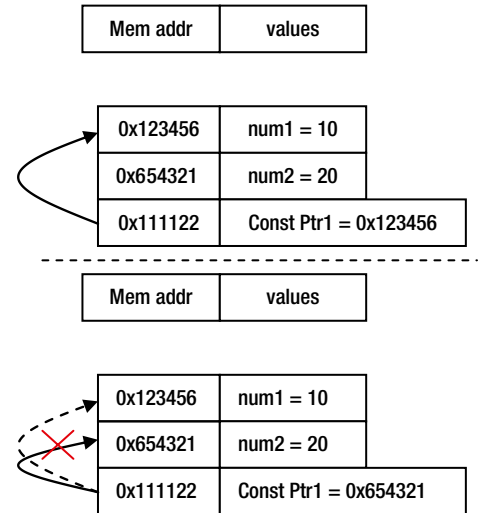 Mem addr values
0x123456 num1 = 10
0x654321 num2 = 20
0x111122 Const Ptr1 = 0x123456
Mem addr values
0x123456 num1 = 10
0x654321 num2 = 20
0x111122 Const Ptr1 = 0x654321